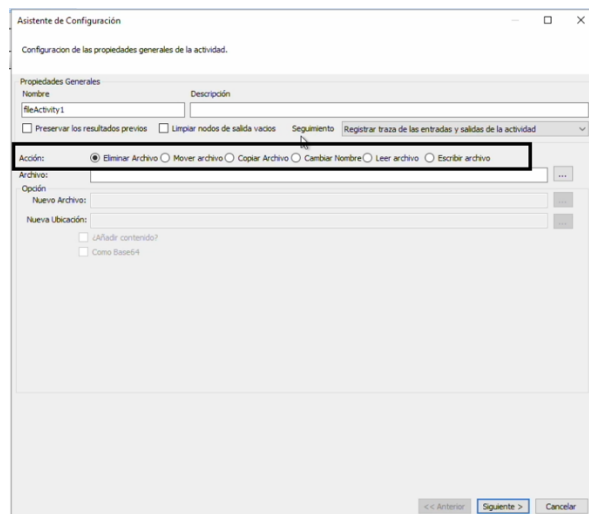 Asistente de Configuración
Configuracion de las propiedades generales de la actividad.
Propiedades Generales
Nombre Descripción
fileActivity1
Preservar los resultados previos Limpiar nodos de salida vacios Seguimiento Registrar traza de las entradas y salidas de la actividad
Acción: Eliminar Archivo Mover archivo Copiar Archivo Cambiar Nombre Leer archivo Escribir archivo
Archivo: ...
Opción
Nuevo Archivo: ...
Nueva Ubicación: ...
¿Añadir contenido?
Como Base64
<< Anterior Siguiente > Cancelar